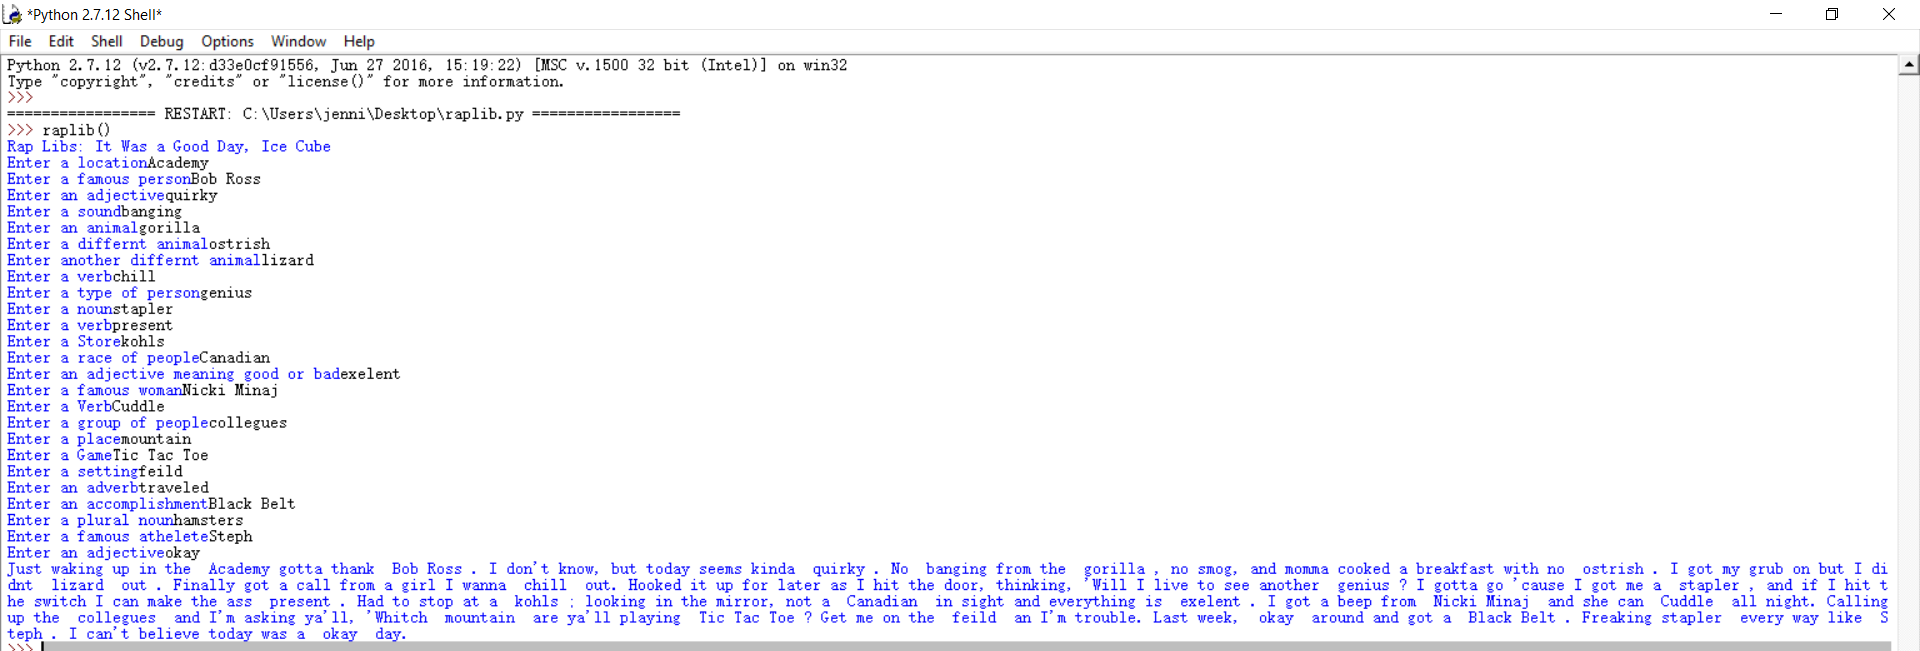 *Python 2.7.12 Shell*
File Edit Shell Debug Options Window Help
Python 2.7.12 (v2.7.12:d33e0cf91556, Jun 27 2016, 15:19:22) [MSC v.1500 32 bit (Intel)] on win32
Type "copyright", "credits" or "license()" for more information.
>>>
================= RESTART: C:\Users\jenni\Desktop\raplib.py =================
>>> raplib()
Rap Libs: It Was a Good Day, Ice Cube
Enter a locationAcademy
Enter a famous personBob Ross
Enter an adjectivequirky
Enter a soundbanging
Enter an animalgorilla
Enter a differnt animalostrish
Enter another differnt animallizard
Enter a verbchill
Enter a type of persongenius
Enter a nounstapler
Enter a verbpresent
Enter a Storekohls
Enter a race of peopleCanadian
Enter an adjective meaning good or badexelent
Enter a famous womanNicki Minaj
Enter a VerbCuddle
Enter a group of peoplecollegues
Enter a placemountain
Enter a GameTic Tac Toe
Enter a settingfeild
Enter an adverbtraveled
Enter an accomplishmentBlack Belt
Enter a plural nounhamsters
Enter a famous atheleteSteph
Enter an adjectiveokay
Just waking up in the  Academy gotta thank  Bob Ross . I don't know, but today seems kinda  quirky . No  banging from the  gorilla , no smog, and momma cooked a breakfast with no  ostrish . I got my grub on but I di
dnt  lizard  out . Finally got a call from a girl I wanna  chill  out. Hooked it up for later as I hit the door, thinking, 'Will I live to see another  genius ? I gotta go 'cause I got me a  stapler , and if I hit t
he switch I can make the ass  present . Had to stop at a  kohls ; looking in the mirror, not a  Canadian  in sight and everything is  exelent . I got a beep from  Nicki Minaj  and she can  Cuddle  all night. Calling
up the  collegues  and I'm asking ya'll, 'Whitch  mountain  are ya'll playing  Tic Tac Toe ? Get me on the  feild  an I'm trouble. Last week,  okay  around and got a  Black Belt . Freaking stapler  every way like  S
teph . I can't believe today was a  okay  day.
>>>